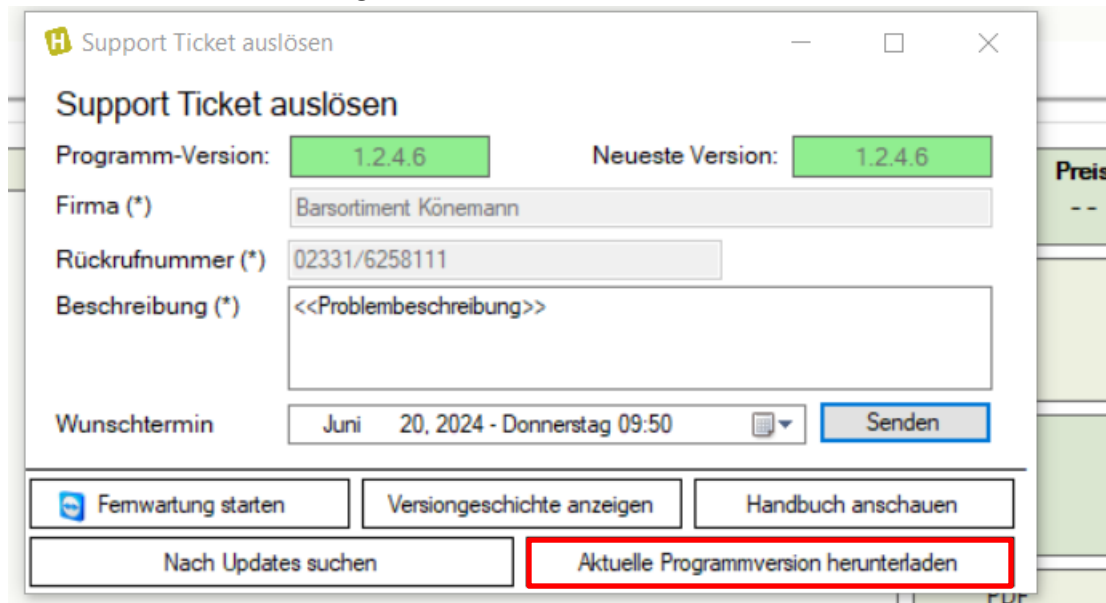 Support Ticket auslösen
Support Ticket auslösen
Programm-Version: 1.2.4.6 Neueste Version: 1.2.4.6
Firma (*) Barsortiment Könemann
Rückrufnummer (*) 02331/6258111
Beschreibung (*) <<Problembeschreibung>>
Wunschtermin Juni 20, 2024 - Donnerstag 09:50 Senden
Fernwartung starten Versiongeschichte anzeigen Handbuch anschauen
Nach Updates suchen Aktuelle Programmversion herunterladen
Preis
--
PDF